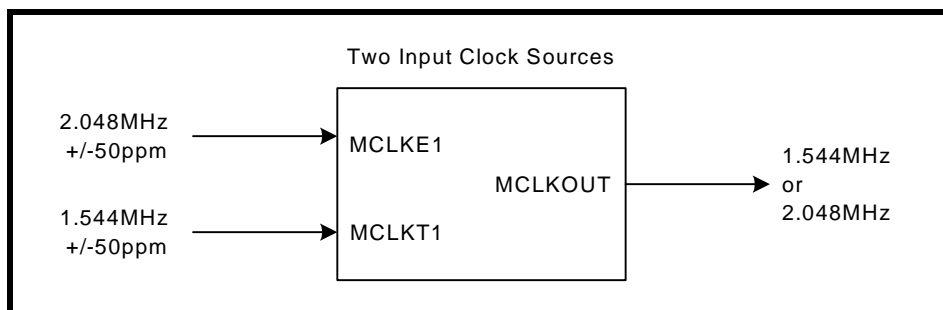 Two Input Clock Sources
2.048MHz
+/-50ppm
MCLKE1
1.544MHz
+/-50ppm
MCLKT1
MCLKOUT
1.544MHz
or
2.048MHz